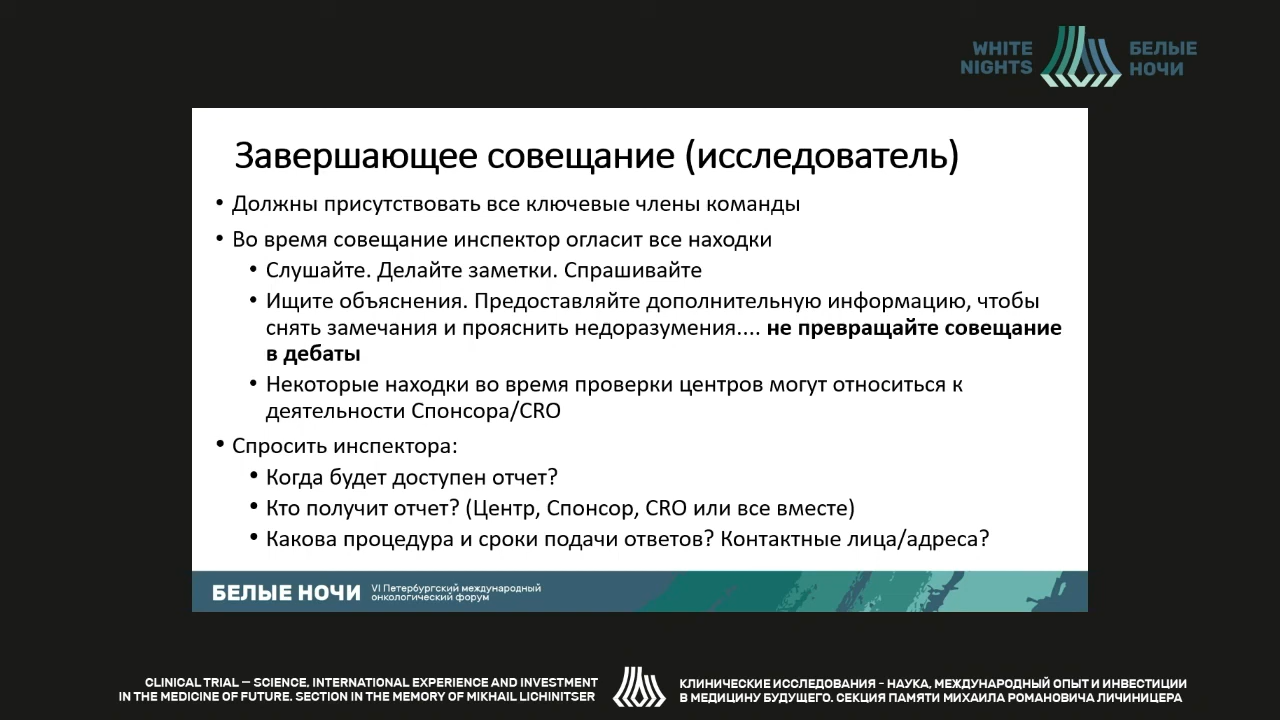 WHITE
NIGHTS
БЕЛЫЕ
НОЧИ
Завершающее совещание (исследователь)
• Должны присутствовать все ключевые члены команды
• Во время совещание инспектор огласит все находки
• Слушайте. Делайте заметки. Спрашивайте
• Ищите объяснения. Предоставляйте дополнительную информацию, чтобы
снять замечания и прояснить недоразумения.... не превращайте совещание
в дебаты
• Некоторые находки во время проверки центров могут относиться к
деятельности Спонсора/CRO
• Спросить инспектора:
• Когда будет доступен отчет?
• Кто получит отчет? (Центр, Спонсор, CRO или все вместе)
• Какова процедура и сроки подачи ответов? Контактные лица/адреса?
БЕЛЫЕ НОЧИ
VI Петербургский международный
онкологический форум
CLINICAL TRIAL – SCIENCE, INTERNATIONAL EXPERIENCE AND INVESTMENT
IN THE MEDICINE OF FUTURE. SECTION IN THE MEMORY OF MIKHAIL LICHINITSER
КЛИНИЧЕСКИЕ ИССЛЕДОВАНИЯ - НАУКА, МЕЖДУНАРОДНЫЙ ОПЫТ И ИНВЕСТИЦИИ
В МЕДИЦИНУ БУДУЩЕГО. СЕКЦИЯ ПАМЯТИ МИХАИЛА РОМАНОВИЧА ЛИЧИНИЦЕРА